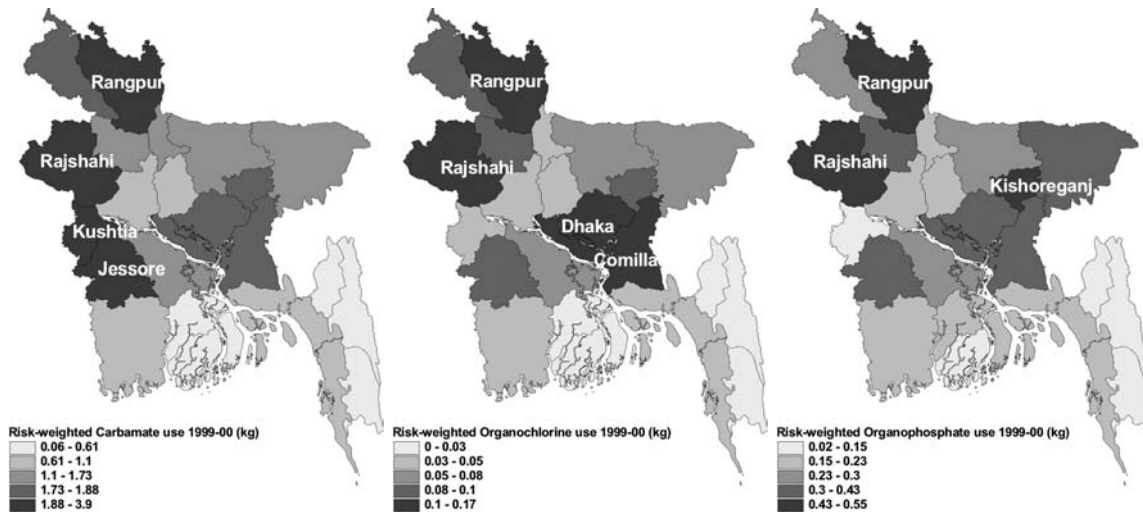 Rangpur
Rajshahi
Kushtia
Jessore
Risk-weighted Carbamate use 1999-00 (kg)
0.06 - 0.61
0.61 - 1.1
1.1 - 1.73
1.73 - 1.88
1.88 - 3.9
Rangpur
Rajshahi
Dhaka
Comilla
Risk-weighted Organochlorine use 1999-00 (kg)
0 - 0.03
0.03 - 0.05
0.05 - 0.08
0.08 - 0.1
0.1 - 0.17
Rangpur
Rajshahi
Kishoreganj
Risk-weighted Organophosphate use 1999-00 (kg)
0.02 - 0.15
0.15 - 0.23
0.23 - 0.3
0.3 - 0.43
0.43 - 0.55